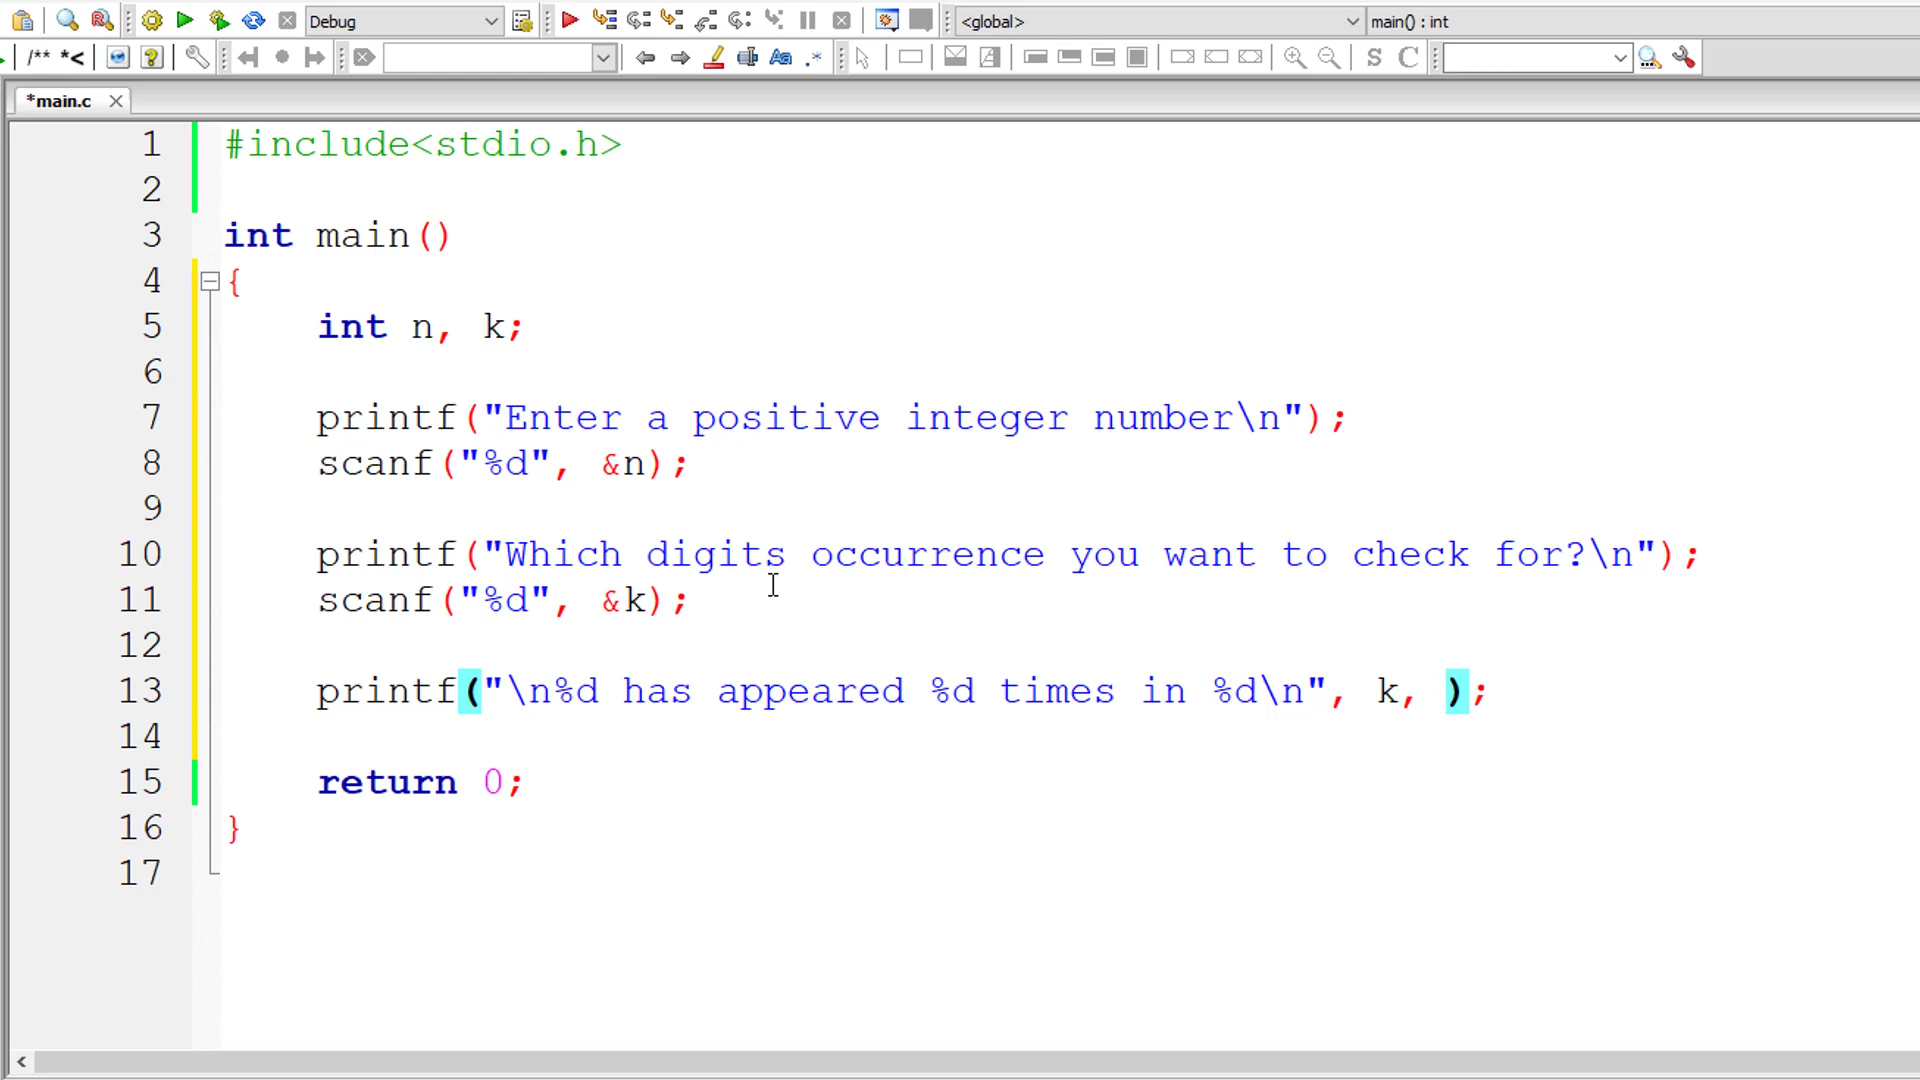 Debug
<global>
main() : int
/** *<
Aa .* S C
*main.c
1 #include<stdio.h>
2
3 int main()
4 {
5 int n, k;
6
7 printf("Enter a positive integer number\n");
8 scanf("%d", &n);
9
10 printf("Which digits occurrence you want to check for?\n");
11 scanf("%d", &k);
12
13 printf("\n%d has appeared %d times in %d\n", k, );
14
15 return 0;
16 }
17